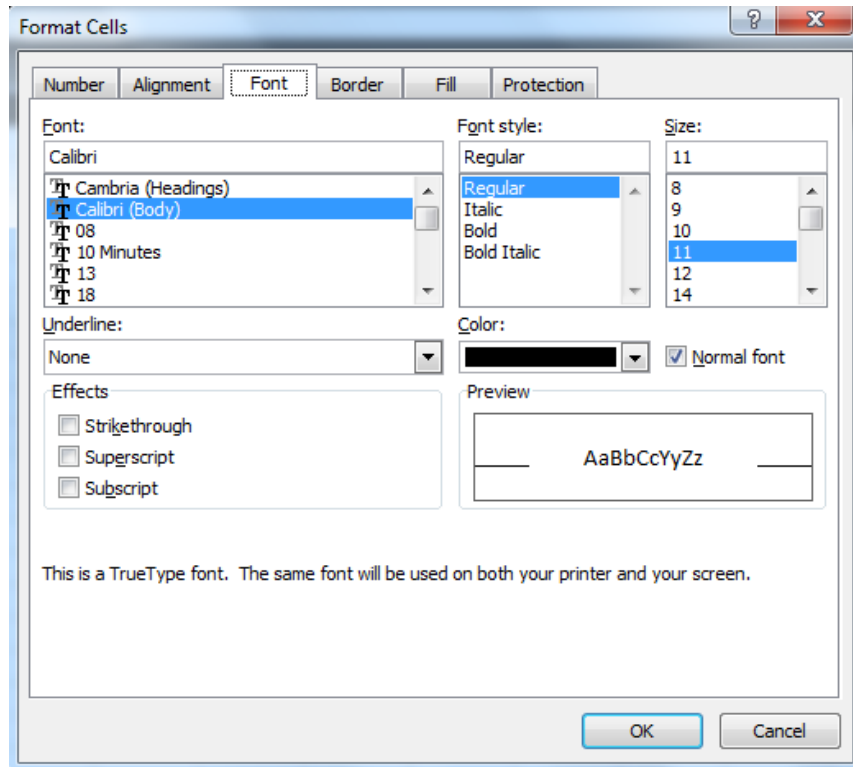 Format Cells
Number Alignment Font Border Fill Protection
Font: Font style: Size:
Calibri Regular 11
Cambria (Headings) Regular 8
Calibri (Body) Italic 9
08 Bold 10
10 Minutes Bold Italic 11
13 12
18 14
Underline: Color:
None Normal font
Effects Preview
Strikethrough
Superscript AaBbCcYyZz
Subscript
This is a TrueType font. The same font will be used on both your printer and your screen.
OK Cancel